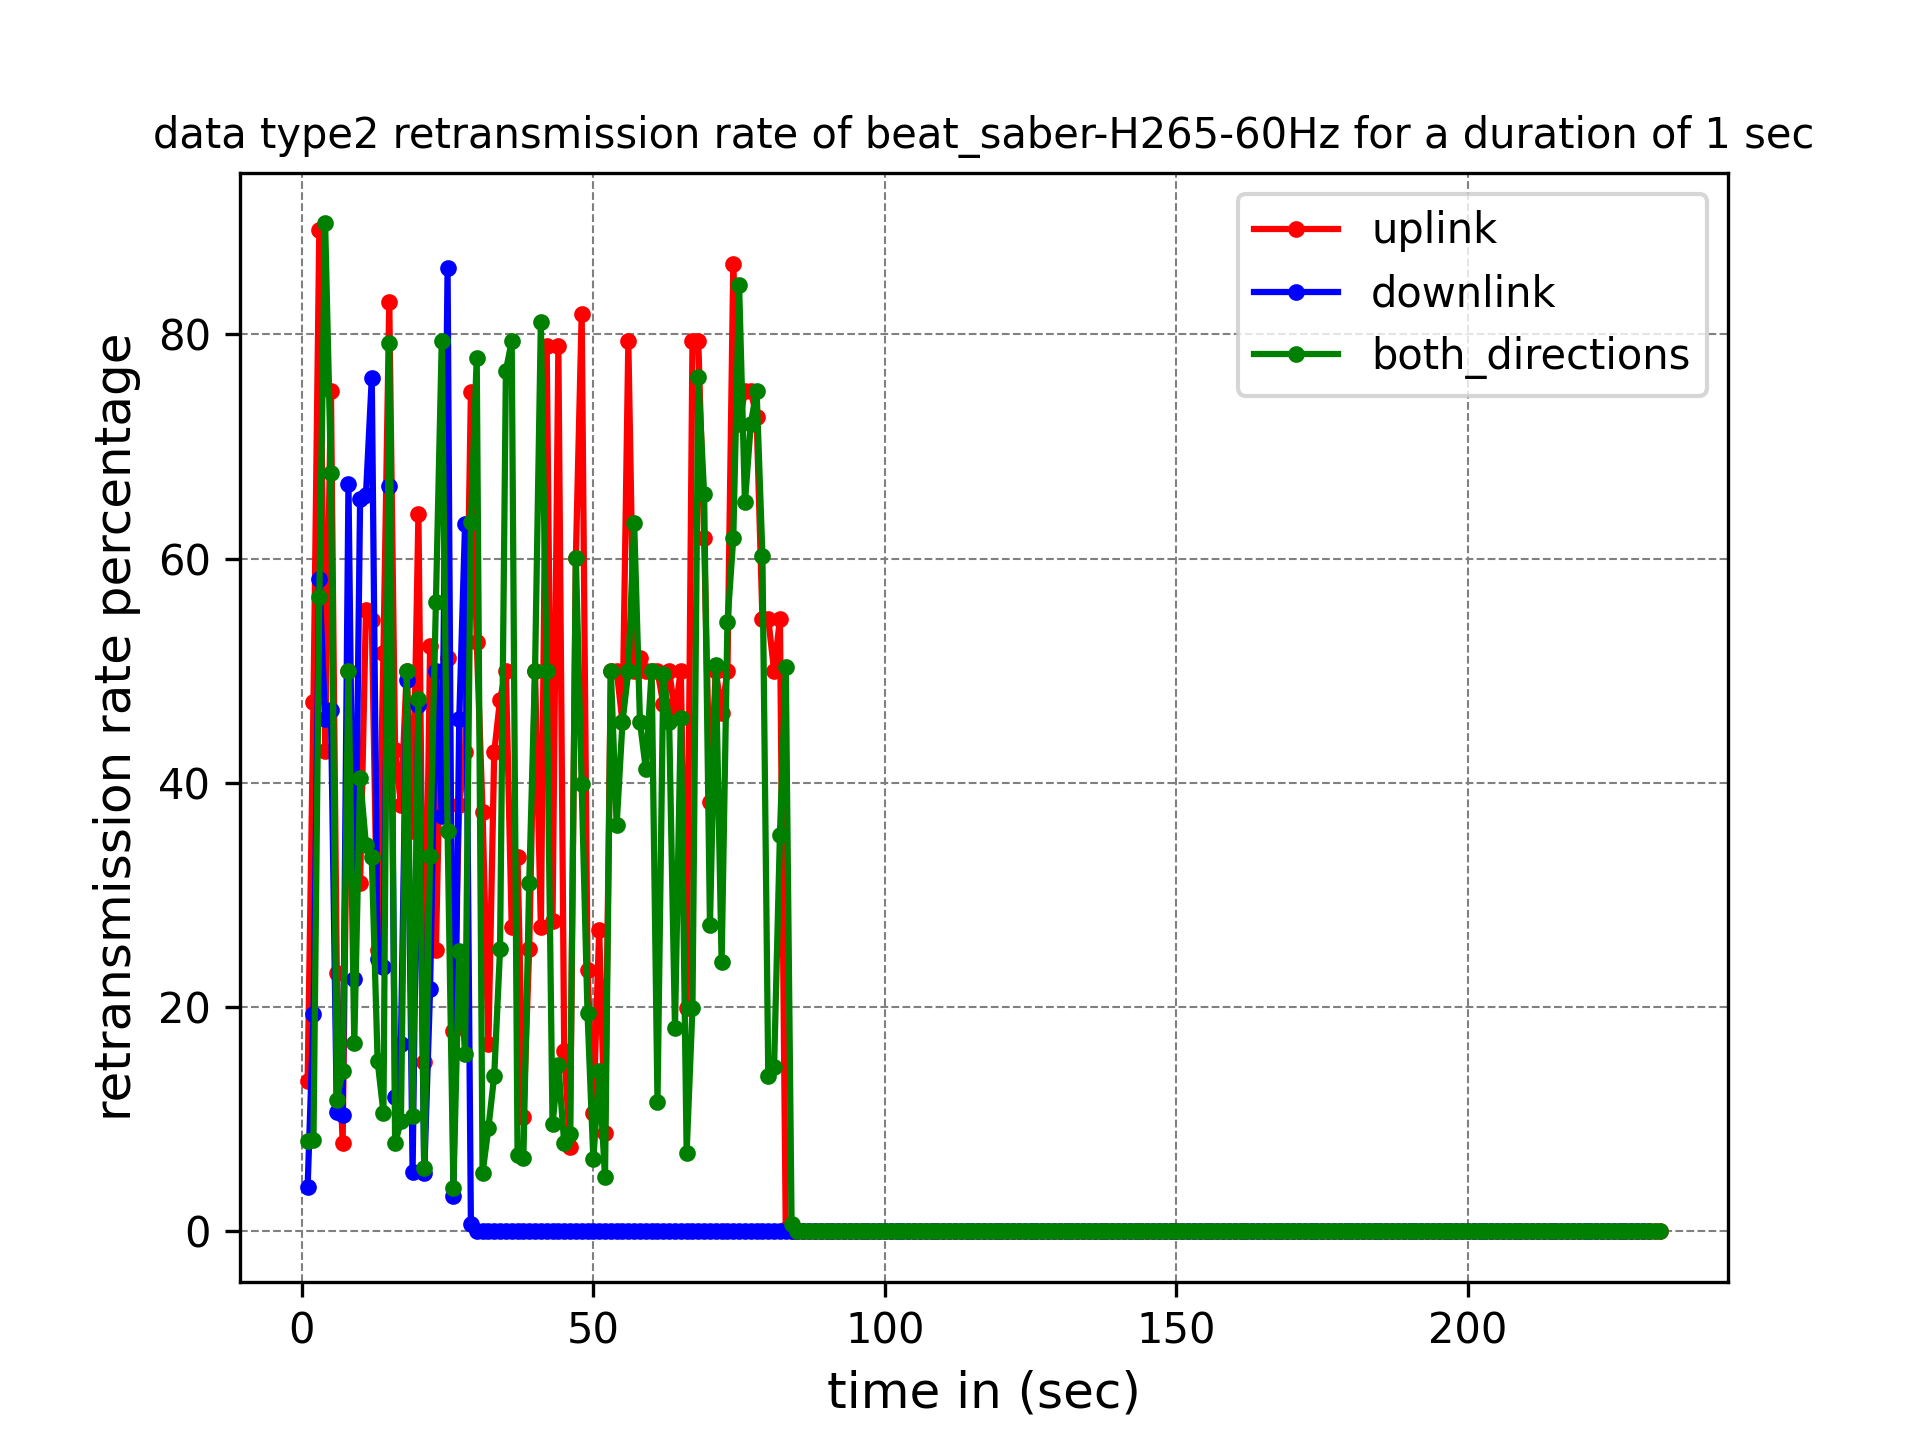 data type2 retransmission rate of beat_saber-H265-60Hz for a duration of 1 sec
uplink
downlink
both_directions
retransmission rate percentage
80
60
40
20
0
0 50 100 150 200
time in (sec)